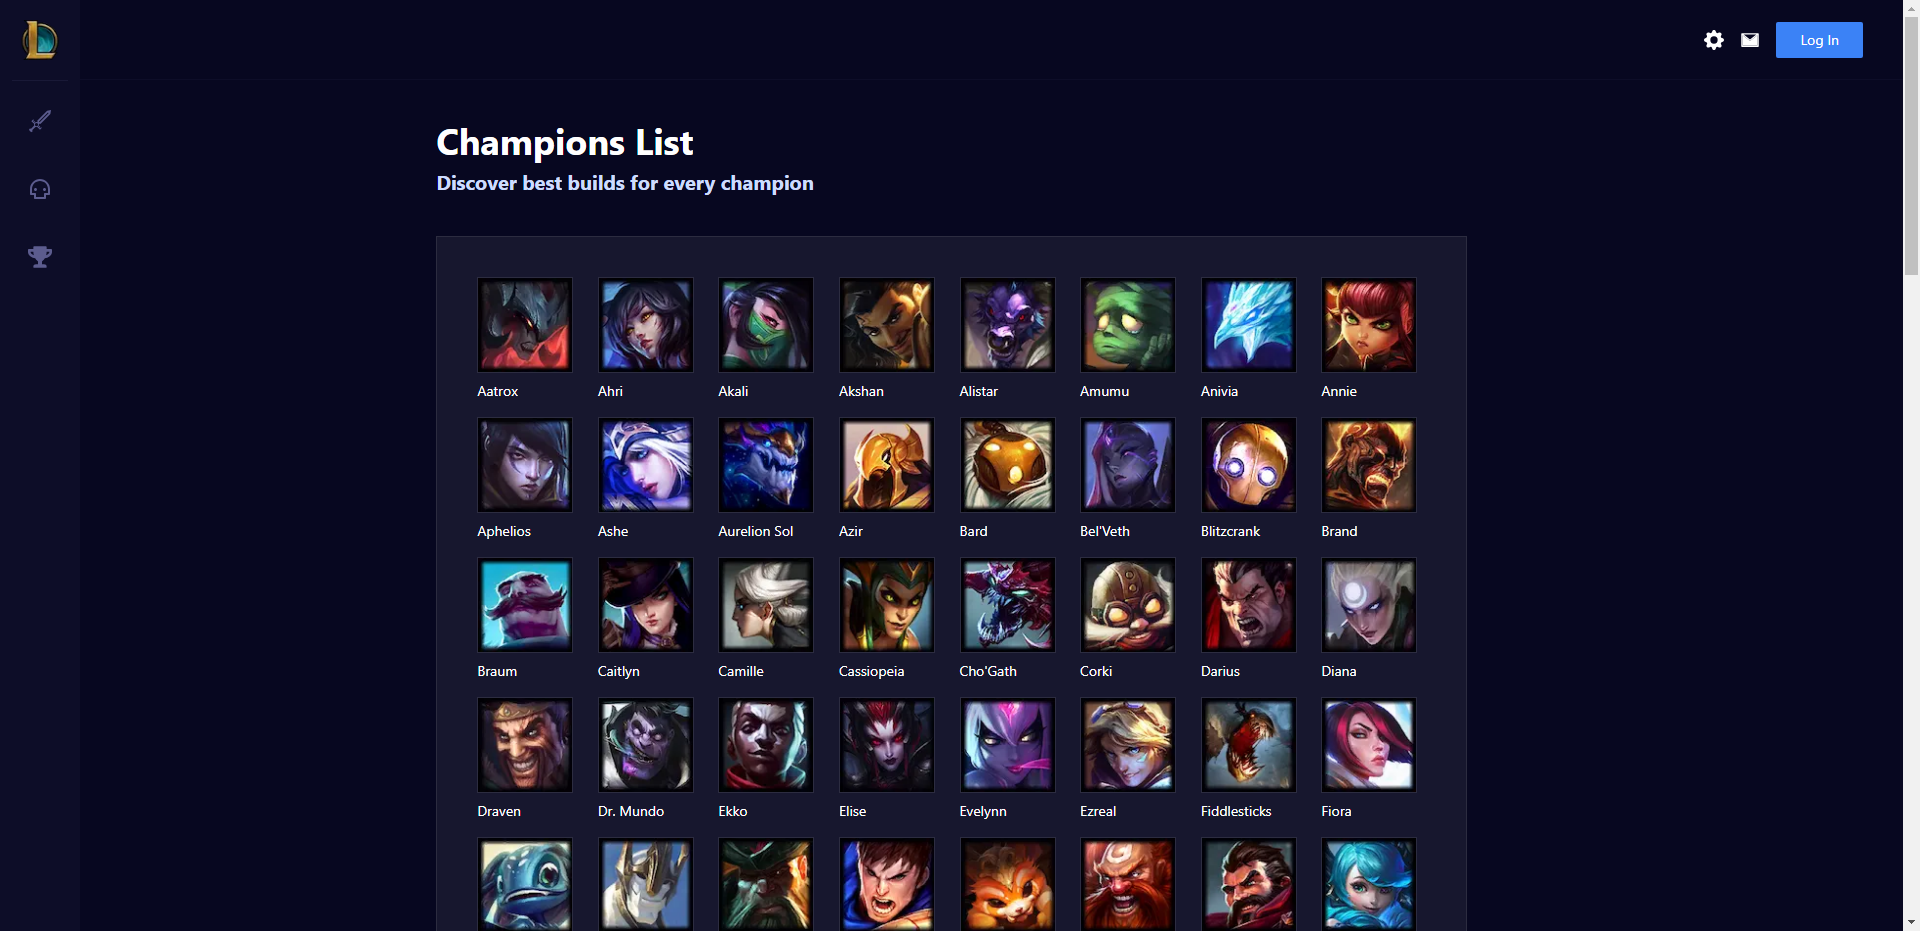 Log In
Champions List
Discover best builds for every champion
Aatrox Ahri Akali Akshan Alistar Amumu Anivia Annie
Aphelios Ashe Aurelion Sol Azir Bard Bel'Veth Blitzcrank Brand
Braum Caitlyn Camille Cassiopeia Cho'Gath Corki Darius Diana
Draven Dr. Mundo Ekko Elise Evelynn Ezreal Fiddlesticks Fiora